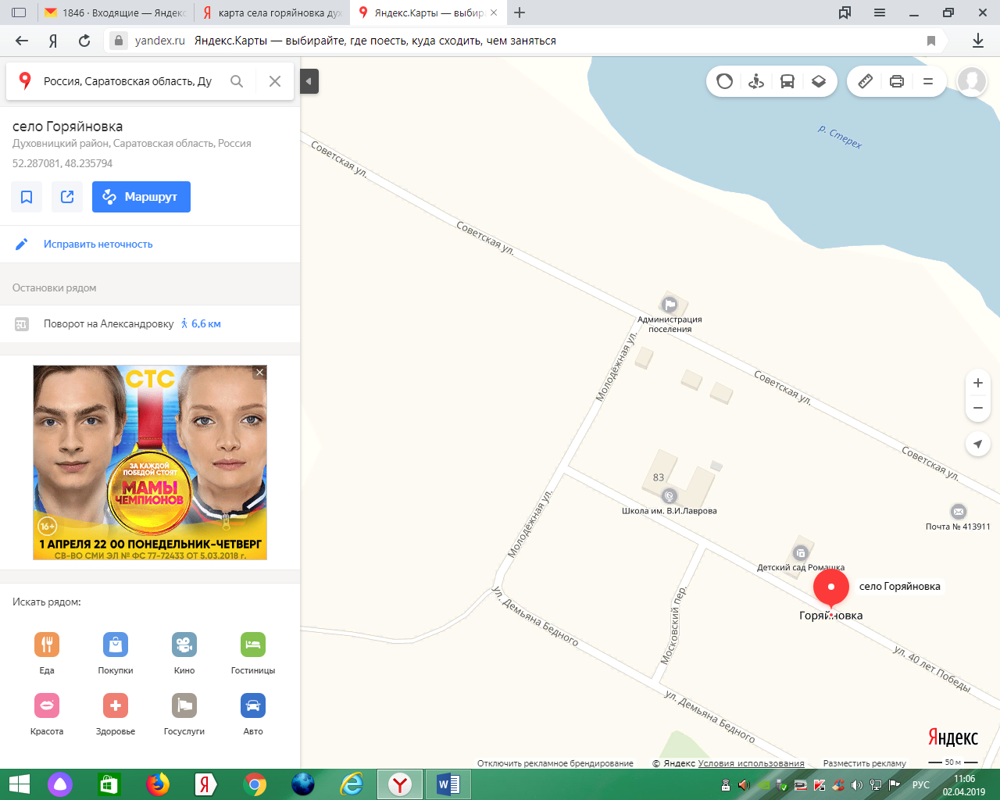 1846 · Входящие — Яндекс
карта села горяйновка дух
Яндекс.Карты — выбира
yandex.ru Яндекс.Карты — выбирайте, где поесть, куда сходить, чем заняться
Россия, Саратовская область, Ду
село Горяйновка
Духовницкий район, Саратовская область, Россия
52.287081, 48.235794
Маршрут
Исправить неточность
Остановки рядом
Поворот на Александровку 6,6 км
СТС
ЗА КАЖДОЙ
ПОБЕДОЙ СТОЯТ
МАМЫ
ЧЕМПИОНОВ
16+
1 АПРЕЛЯ 22 00 ПОНЕДЕЛЬНИК-ЧЕТВЕРГ
СВ-ВО СМИ ЭЛ № ФС 77-72433 ОТ 5.03.2018 г.
Искать рядом:
Еда
Покупки
Кино
Гостиницы
Красота
Здоровье
Госуслуги
Авто
р. Стерех
Советская ул.
Советская ул.
Администрация
поселения
Молодёжная ул.
Советская ул.
Советская ул.
83
Школа им. В.И.Лаврова
Молодёжная ул.
Почта № 413911
Детский сад Ромашка
село Горяйновка
Горяйновка
ул. Демьяна Бедного
Московский пер.
ул. 40 лет Победы
ул. Демьяна Бедного
Яндекс
Отключить рекламное брендирование
© Яндекс Условия использования
Разместить рекламу
50 м
РУС
11:06
02.04.2019